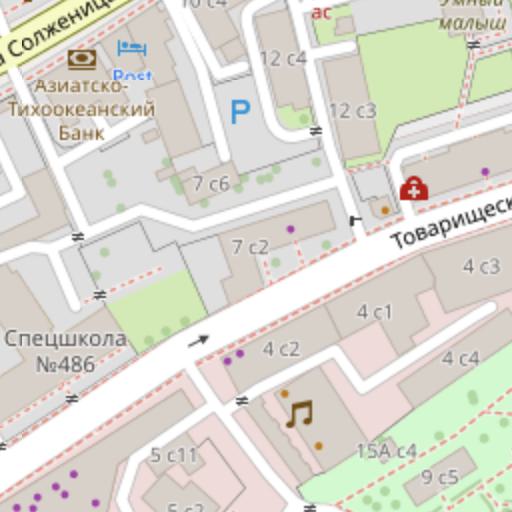 10 с4
ас
Умный
малыш
а Солженицы
12 с4
Post
Азиатско-
Тихоокеанский
Банк
P
12 с3
7 с6
Товарищеск
7 с2
4 с3
4 с1
Спецшкола
№486
4 с2
4 с4
5 с11
15А с4
9 с5
5 с2